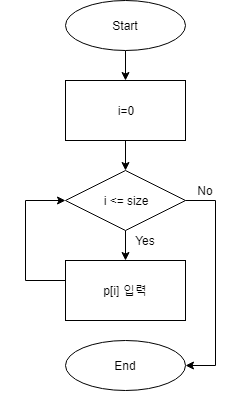 Start
i=0
i <= size
No
Yes
p[i] 입력
End